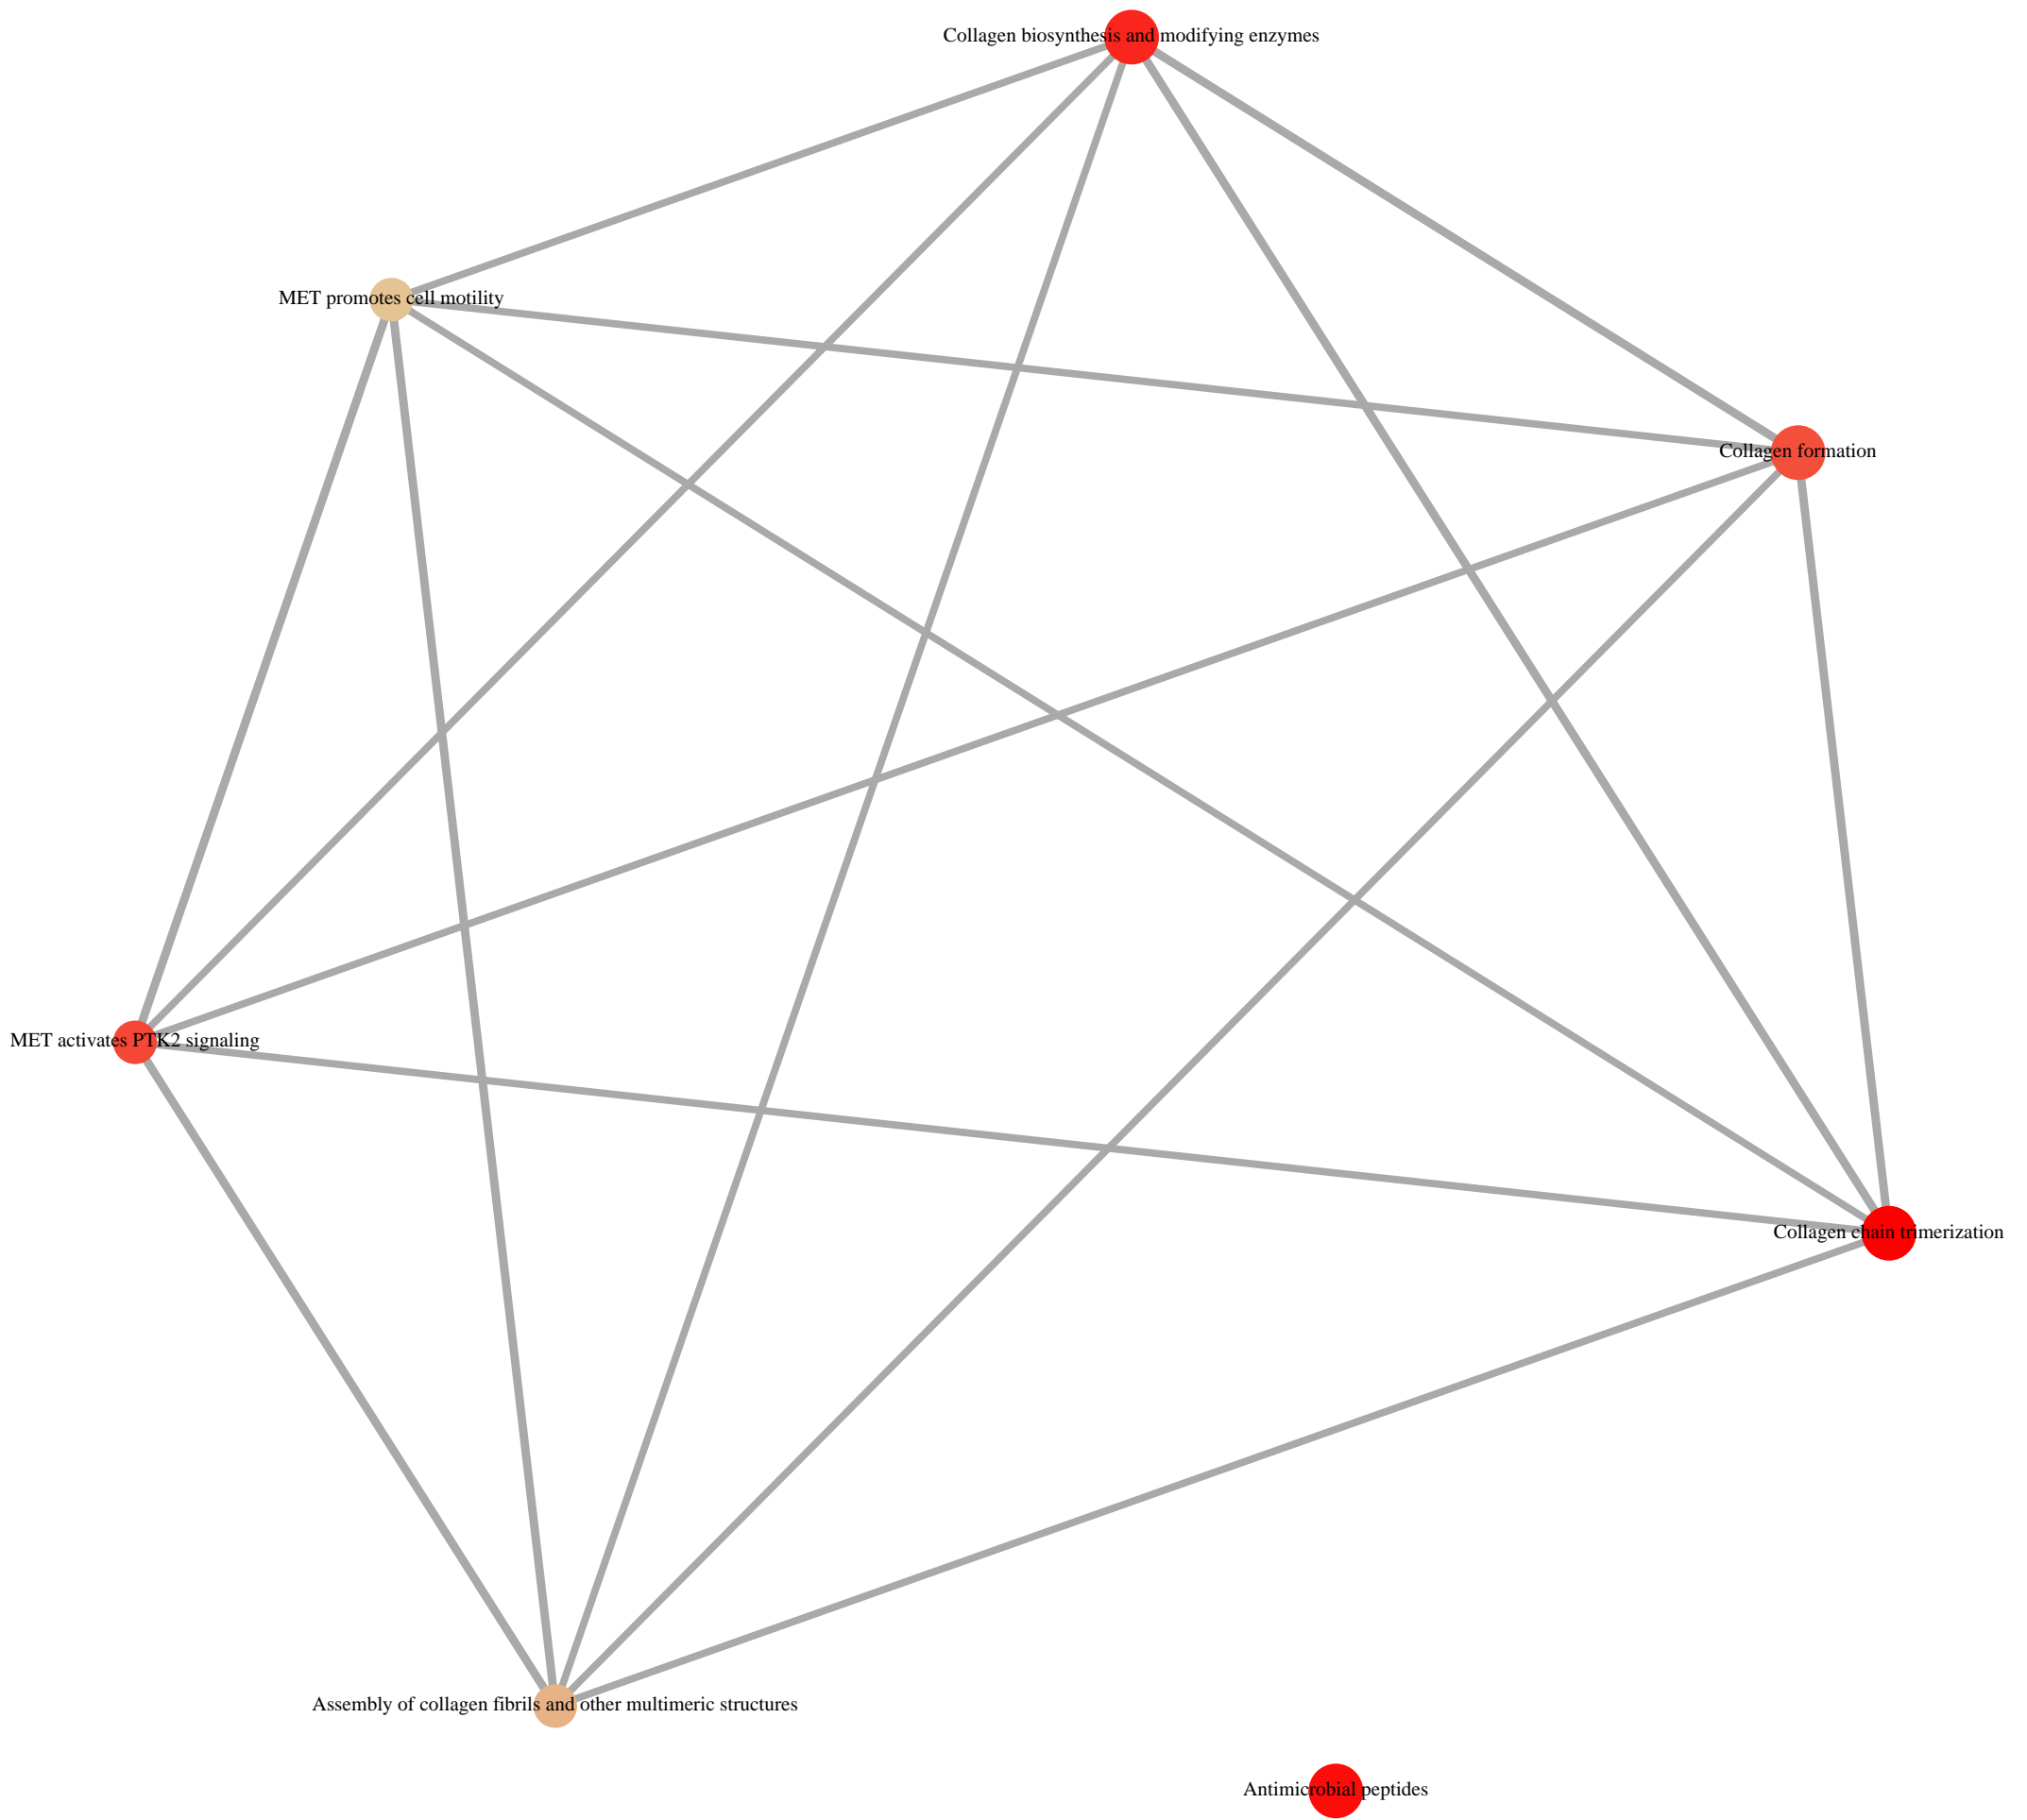 Collagen biosynthesis and modifying enzymes
MET promotes cell motility
Collagen formation
MET activates PTK2 signaling
Collagen chain trimerization
Assembly of collagen fibrils and other multimeric structures
Antimicrobial peptides